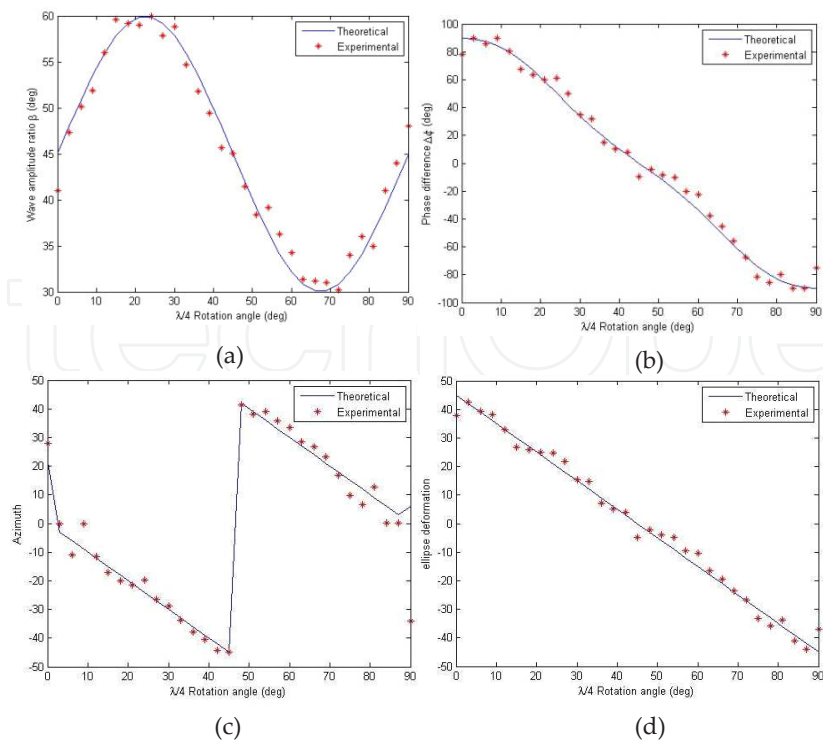 60
55
50
45
40
35
30
Wave amplitude ratio β (deg)
Theoretical
Experimental
0 10 20 30 40 50 60 70 80 90
λ/4 Rotation angle (deg)
(a)
100
80
60
40
20
0
-20
-40
-60
-80
-100
Phase difference Δ¢ (deg)
Theoretical
Experimental
0 10 20 30 40 50 60 70 80 90
λ/4 Rotation angle (deg)
(b)
50
40
30
20
10
0
-10
-20
-30
-40
-50
Azimuth
Theoretical
Experimental
0 10 20 30 40 50 60 70 80 90
λ/4 Rotation angle (deg)
(c)
50
40
30
20
10
0
-10
-20
-30
-40
-50
ellipse deformation
Theoretical
Experimental
0 10 20 30 40 50 60 70 80 90
λ/4 Rotation angle (deg)
(d)